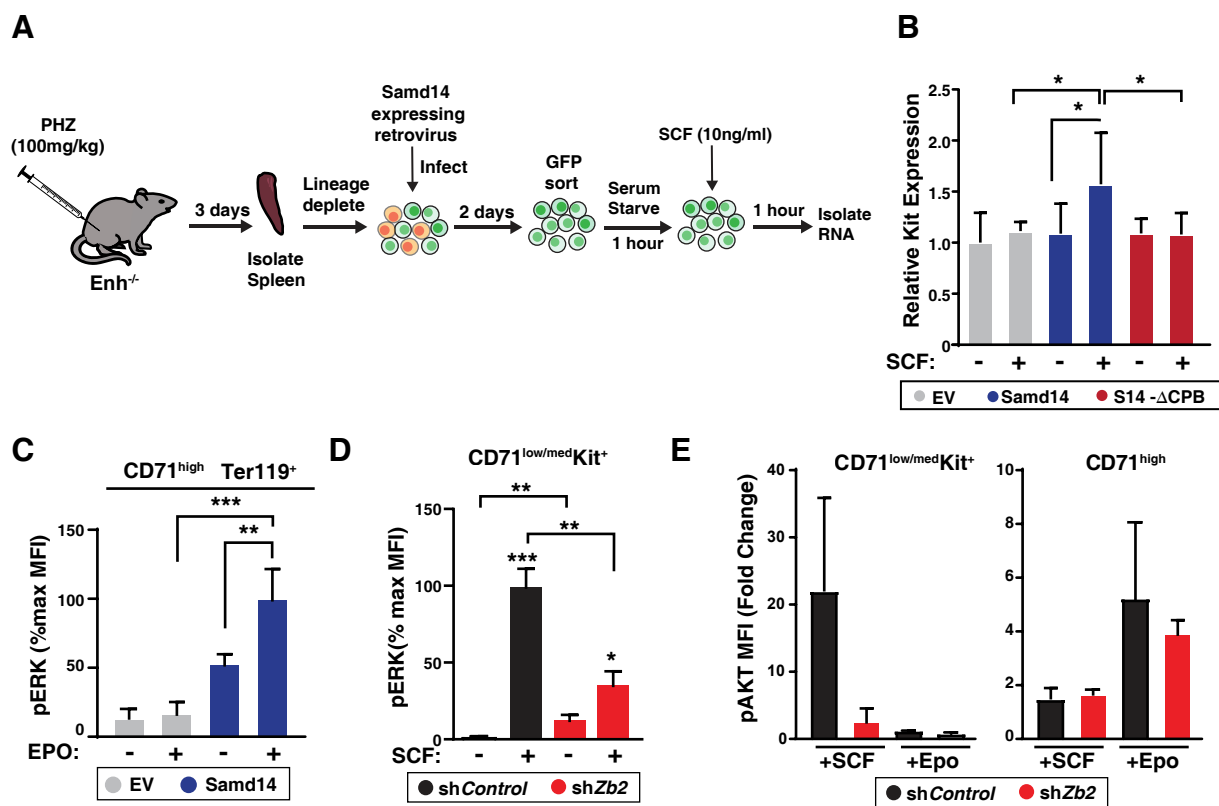 A
PHZ
(100mg/kg)
Enh-/-
3 days
Isolate
Spleen
Lineage
deplete
Samd14
expressing
retrovirus
Infect
2 days
GFP
sort
Serum
Starve
1 hour
SCF (10ng/ml)
1 hour
Isolate
RNA
B
Relative Kit Expression
2.5
2.0
1.5
1.0
0.5
0
* * *
SCF: - + - + - +
EV Samd14 S14 -ΔCPB
C
CD71high Ter119+
pERK (%max MFI)
150
100
50
0
***
**
EPO: - + - +
EV Samd14
D
CD71low/medKit+
pERK(% max MFI)
150
100
50
0
**
**
***
*
SCF: - + - +
shControl shZb2
E
pAKT MFI (Fold Change)
CD71low/medKit+
40
30
20
10
0
+SCF +Epo
CD71high
10
8
6
4
2
0
+SCF +Epo
shControl shZb2